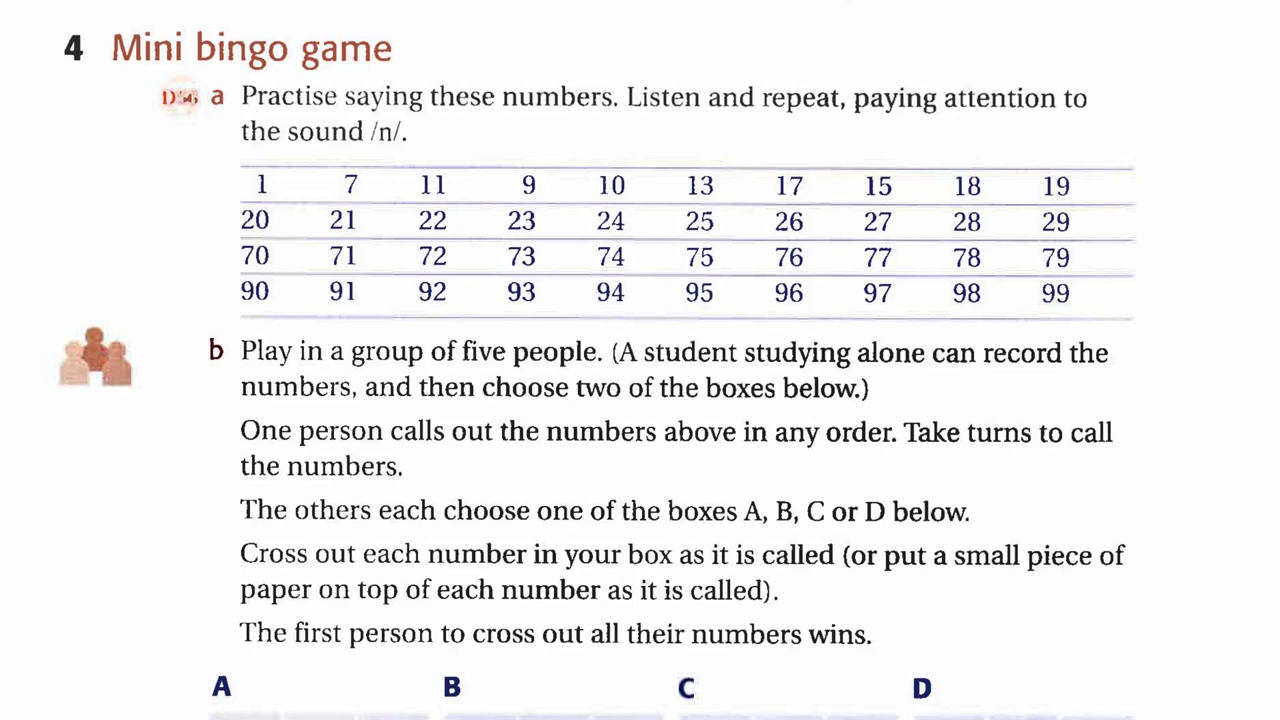 4 Mini bingo game
a Practise saying these numbers. Listen and repeat, paying attention to
the sound /n/.
1 7 11 9 10 13 17 15 18 19
20 21 22 23 24 25 26 27 28 29
70 71 72 73 74 75 76 77 78 79
90 91 92 93 94 95 96 97 98 99
b Play in a group of five people. (A student studying alone can record the
numbers, and then choose two of the boxes below.)
One person calls out the numbers above in any order. Take turns to call
the numbers.
The others each choose one of the boxes A, B, C or D below.
Cross out each number in your box as it is called (or put a small piece of
paper on top of each number as it is called).
The first person to cross out all their numbers wins.
A B C D